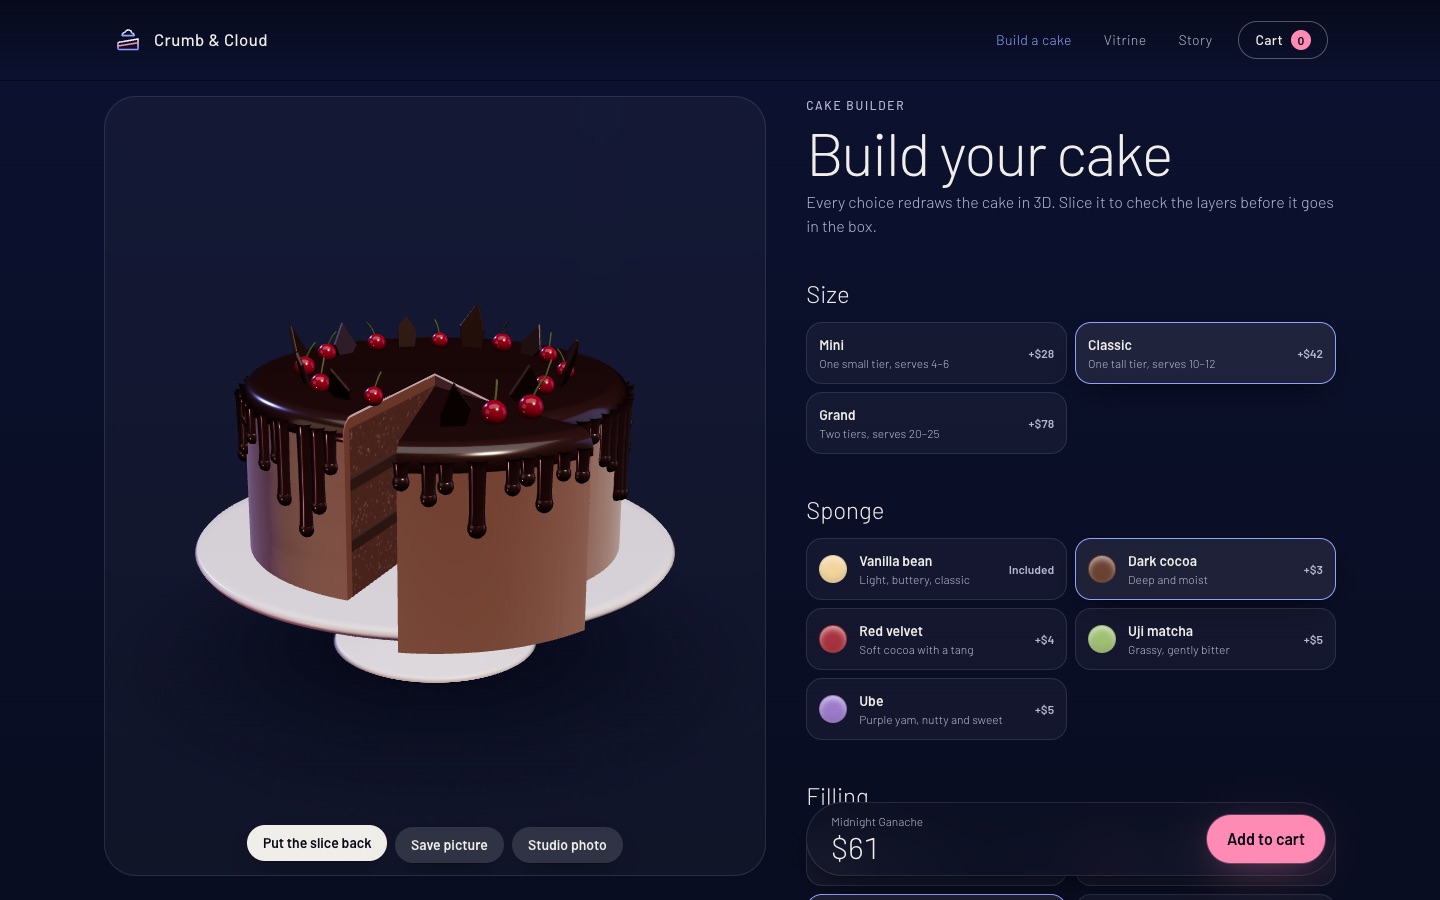 Crumb & Cloud
Build a cake
Vitrine
Story
Cart 0
CAKE BUILDER
Build your cake
Every choice redraws the cake in 3D. Slice it to check the layers before it goes
in the box.
Size
Mini
One small tier, serves 4–6
+$28
Classic
One tall tier, serves 10–12
+$42
Grand
Two tiers, serves 20–25
+$78
Sponge
Vanilla bean
Light, buttery, classic
Included
Dark cocoa
Deep and moist
+$3
Red velvet
Soft cocoa with a tang
+$4
Uji matcha
Grassy, gently bitter
+$5
Ube
Purple yam, nutty and sweet
+$5
Filling
Midnight Ganache
$61
Add to cart
Put the slice back
Save picture
Studio photo